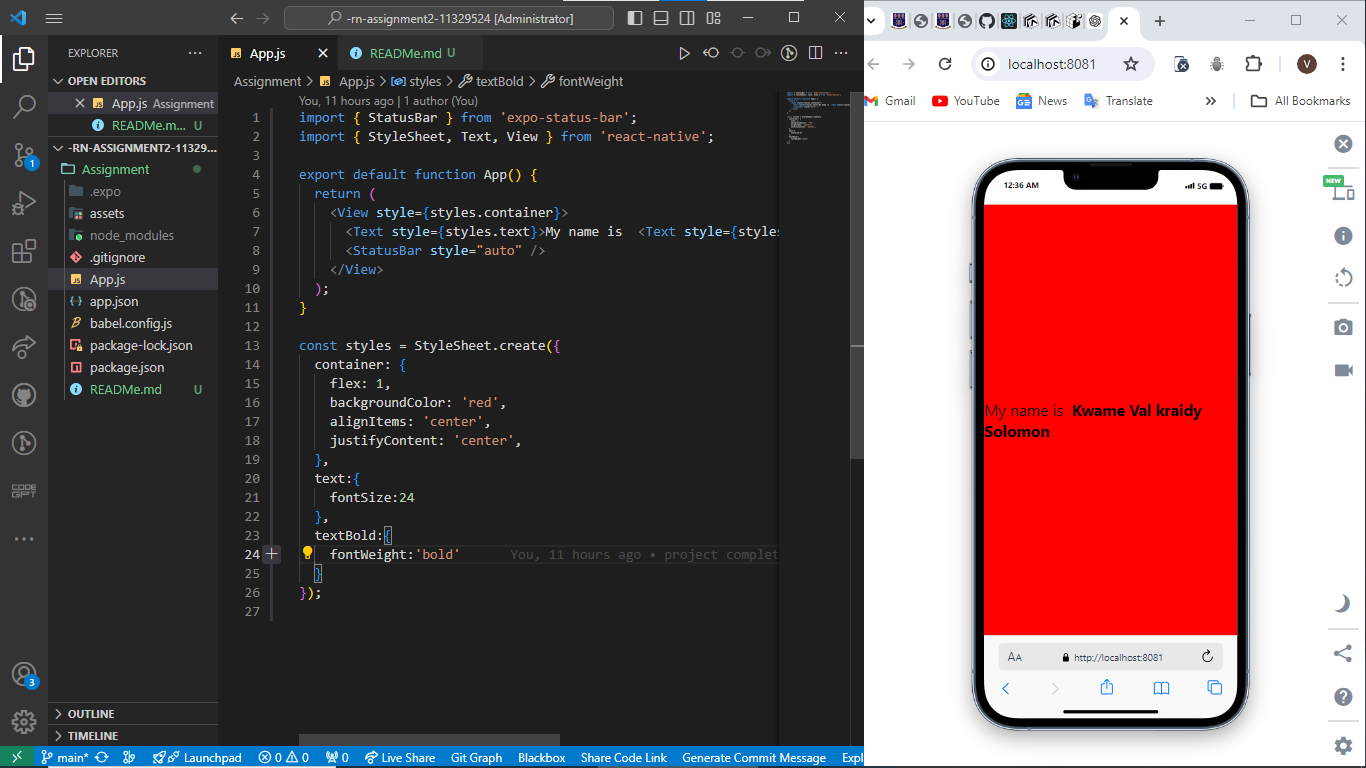 -rn-assignment2-11329524 [Administrator]
EXPLORER
OPEN EDITORS
App.js Assignment
READMe.m... U
-RN-ASSIGNMENT2-11329...
Assignment
.expo
assets
node_modules
.gitignore
App.js
app.json
babel.config.js
package-lock.json
package.json
READMe.md U
OUTLINE
TIMELINE
CODE
GPT
1
3
App.js
READMe.md U
Assignment > App.js > styles > textBold > fontWeight
You, 11 hours ago | 1 author (You)
1 import { StatusBar } from 'expo-status-bar';
2 import { StyleSheet, Text, View } from 'react-native';
3
4 export default function App() {
5 return (
6 <View style={styles.container}>
7 <Text style={styles.text}>My name is <Text style={styles
8 <StatusBar style="auto" />
9 </View>
10 );
11 }
12
13 const styles = StyleSheet.create({
14 container: {
15 flex: 1,
16 backgroundColor: 'red',
17 alignItems: 'center',
18 justifyContent: 'center',
19 },
20 text:{
21 fontSize:24
22 },
23 textBold:{
24 fontWeight:'bold' You, 11 hours ago • project complet
25 }
26 });
27
main* Launchpad 0 0 0 Live Share Git Graph Blackbox Share Code Link Generate Commit Message Expl
localhost:8081
V
Gmail YouTube News Translate All Bookmarks
NEW
12:36 AM 5G
My name is Kwame Val kraidy
Solomon
AA http://localhost:8081